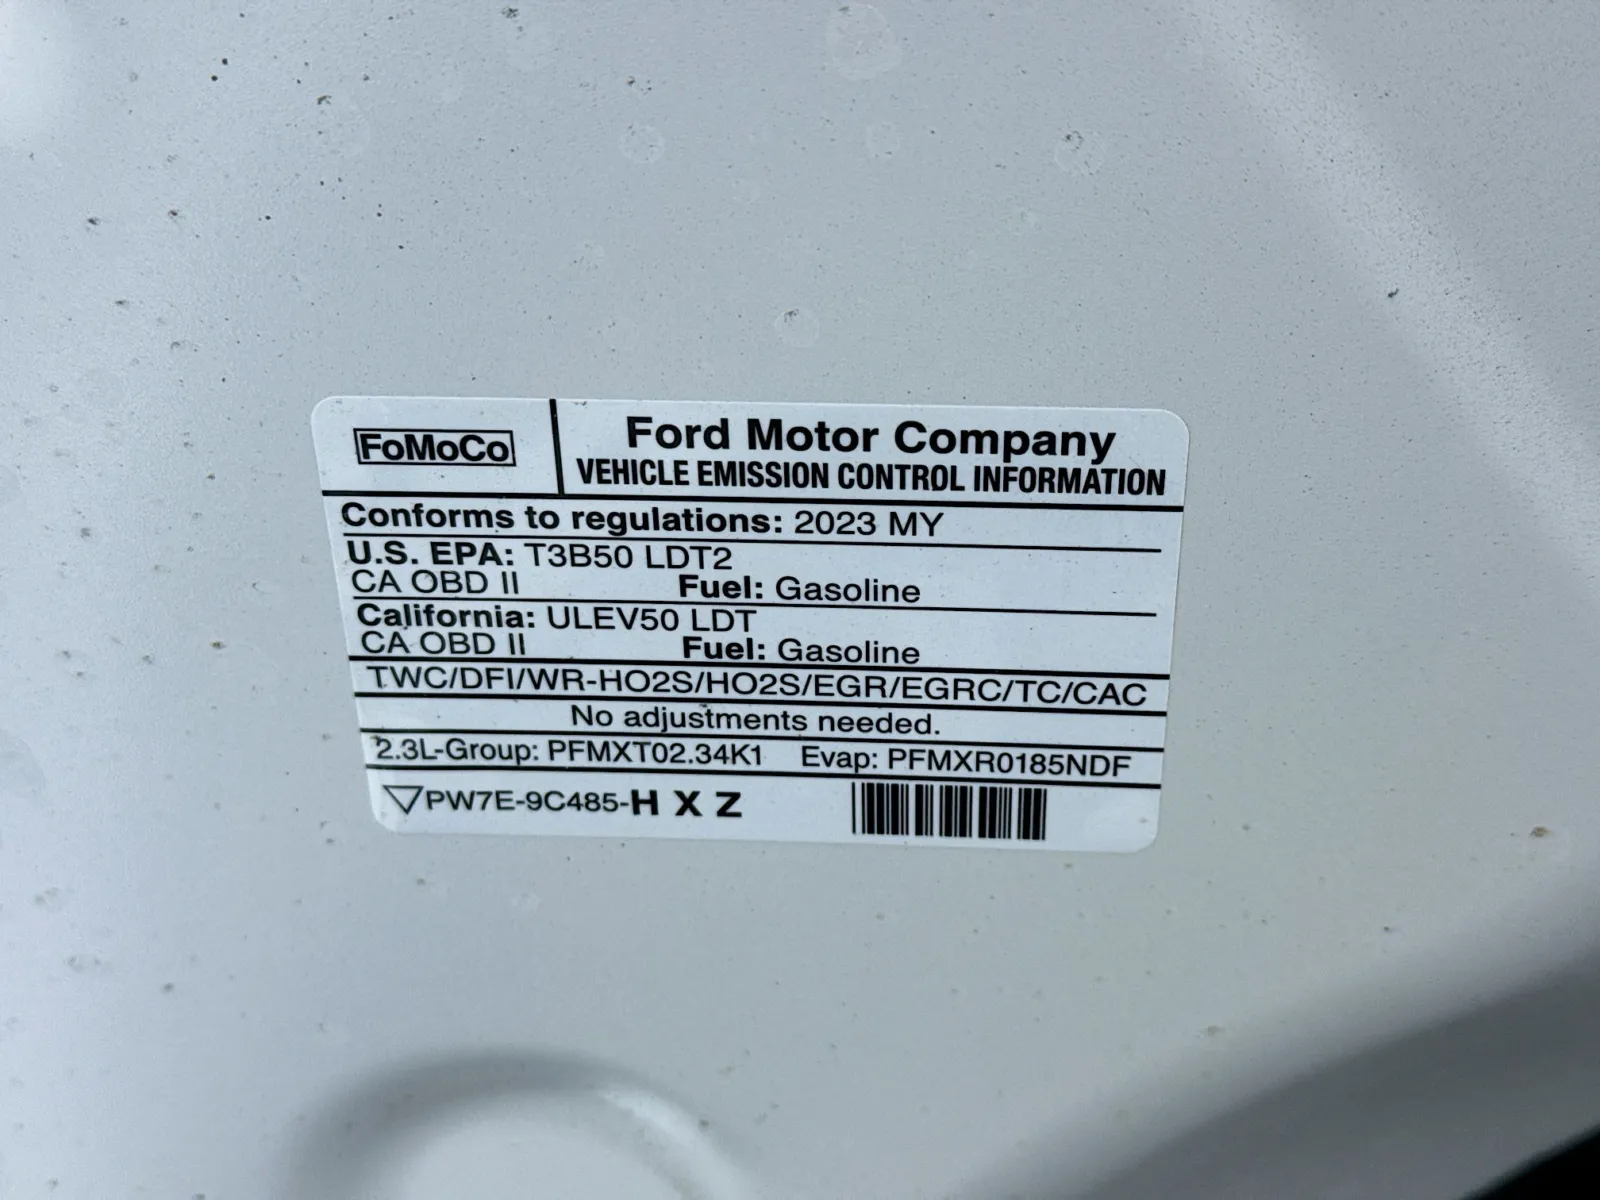 FoMoCo
Ford Motor Company
VEHICLE EMISSION CONTROL INFORMATION
Conforms to regulations: 2023 MY
U.S. EPA: T3B50 LDT2
CA OBD II Fuel: Gasoline
California: ULEV50 LDT
CA OBD II Fuel: Gasoline
TWC/DFI/WR-HO2S/HO2S/EGR/EGRC/TC/CAC
No adjustments needed.
2.3L-Group: PFMXT02.34K1 Evap: PFMXR0185NDF
PW7E-9C485-H X Z